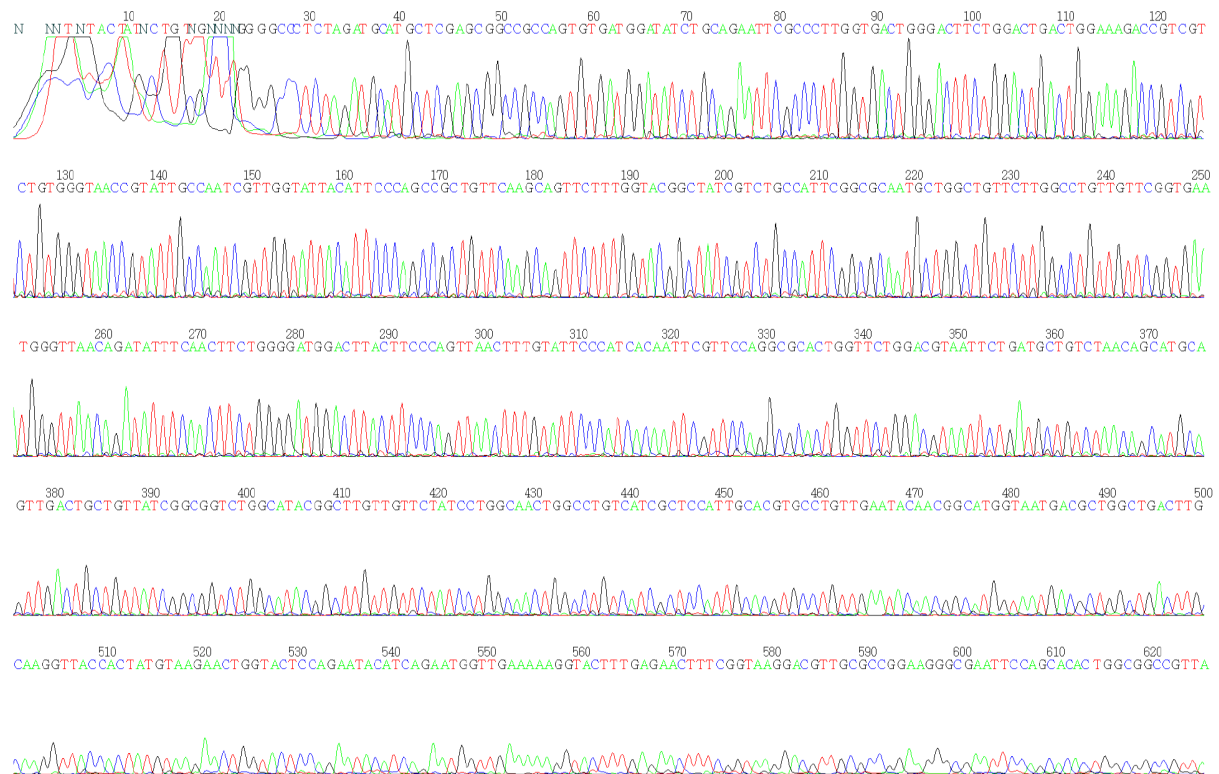 10 20 30 40 50 60 70 80 90 100 110 120
N NNTNTACTATNCTGTNGNNNNGGGGCCCTCTAGATGCATGCTCGAGCGGCCGCCAGTGTGATGGATATCTGCAGAATTCGCCCTTGGTGACTGGGACTTCTGGACTGACTGGAAAGACCGTCGT
130 140 150 160 170 180 190 200 210 220 230 240 250
CTGTGGGTAACCGTATTGCCAATCGTTGGTATTACATTCCCAGCCGCTGTTCAAGCAGTTCTTTGGTACGGCTATCGTCTGCCATTCGGCGCAATGCTGGCTGTTCTTGGCCTGTTGTTCGGTGAA
260 270 280 290 300 310 320 330 340 350 360 370
TGGGTTAACAGATATTTCAACTTCTGGGGATGGACTTACTTCCCAGTTAACTTTGTATTCCCATCACAATTCGTTCCAGGCGCACTGGTTCTGGACGTAATTCTGATGCTGTCTAACAGCATGCA
380 390 400 410 420 430 440 450 460 470 480 490 500
GTTGACTGCTGTTATCGGCGGTCTGGCATACGGCTTGTTGTTCTATCCTGGCAACTGGCCTGTCATCGCTCCATTGCACGTGCCTGTTGAATACAACGGCATGGTAATGACGCTGGCTGACTTG
510 520 530 540 550 560 570 580 590 600 610 620
CAAGGTTACCACTATGTAAGAACTGGTACTCCAGAATACATCAGAATGGTTGAAAAAGGTACTTTGAGAACTTTCGGTAAGGACGTTGCGCCGGAAGGGCGAATTCCAGCACACTGGCGGCCGTTA